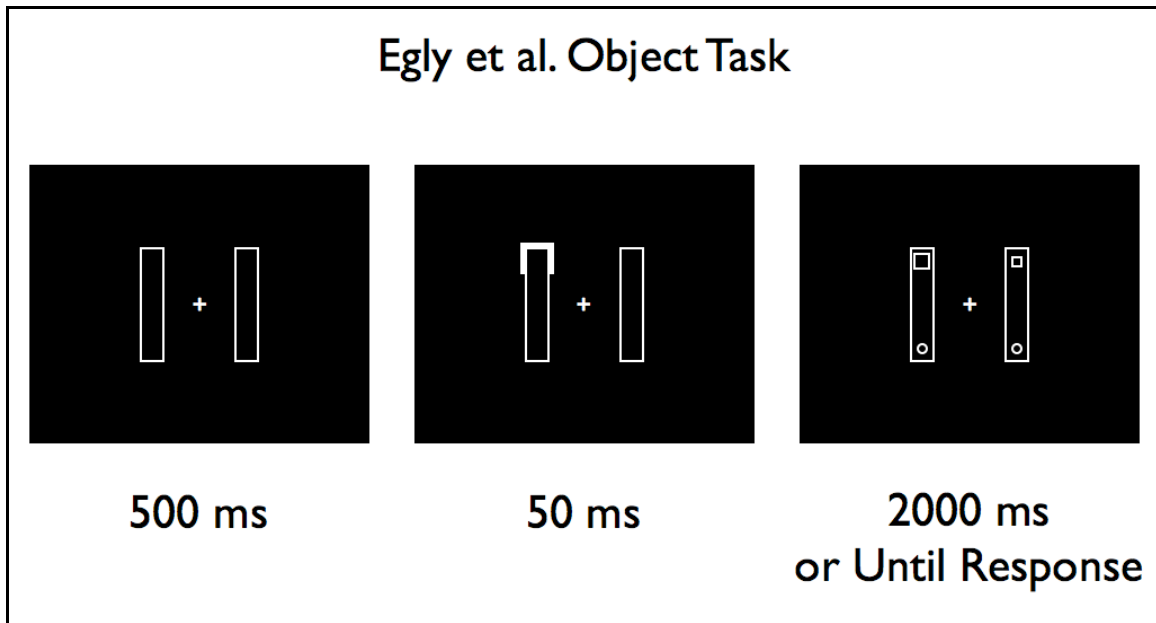 Egly et al. Object Task
500 ms
50 ms
2000 ms
or Until Response